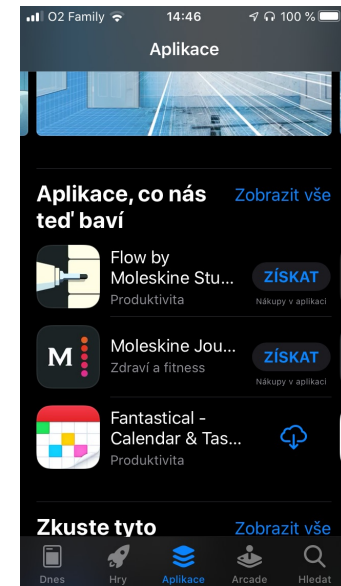 O2 Family 14:46 100 %
Aplikace
Aplikace, co nás Zobrazit vše
teď baví
Flow by
Moleskine Stu... ZÍSKAT
Produktivita Nákupy v aplikaci
Moleskine Jou... ZÍSKAT
Zdraví a fitness
Nákupy v aplikaci
M
Fantastical -
Calendar & Tas...
Produktivita
Zkuste tyto Zobrazit vše
Dnes Hry Aplikace Arcade Hledat